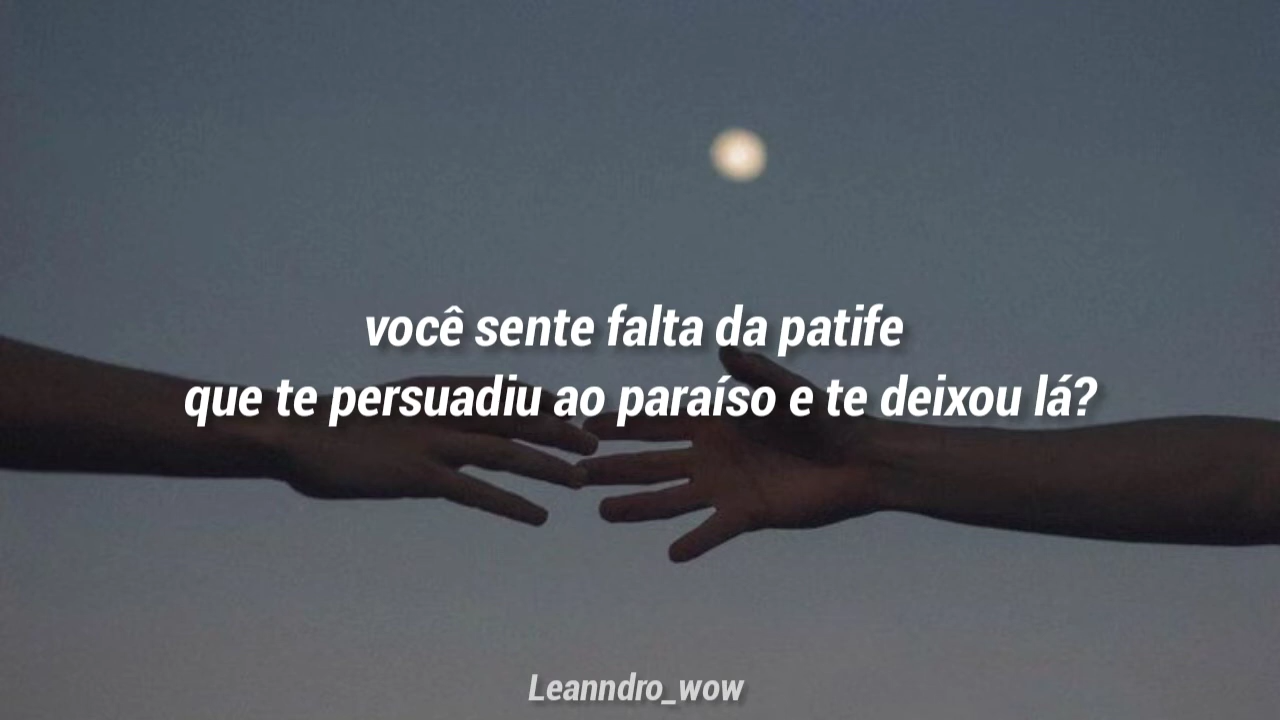 você sente falta da patife
que te persuadiu ao paraíso e te deixou lá?
Leanndro_wow